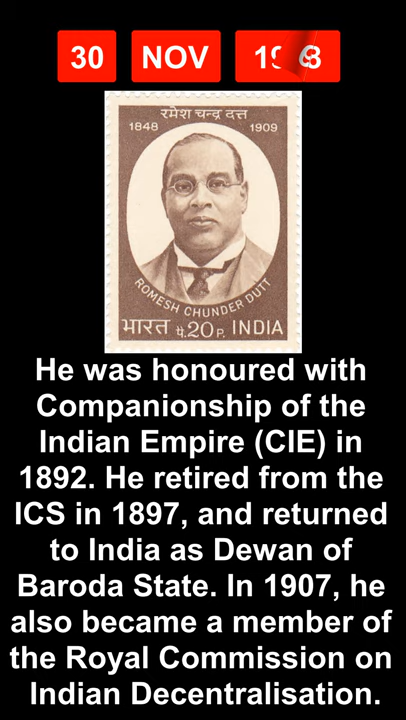 30 NOV
रमेश चन्द्र दत्त
1848 1909
ROMESH CHUNDER DUTT
भारत पै. 20 P. INDIA
He was honoured with
Companionship of the
Indian Empire (CIE) in
1892. He retired from the
ICS in 1897, and returned
to India as Dewan of
Baroda State. In 1907, he
also became a member of
the Royal Commission on
Indian Decentralisation.